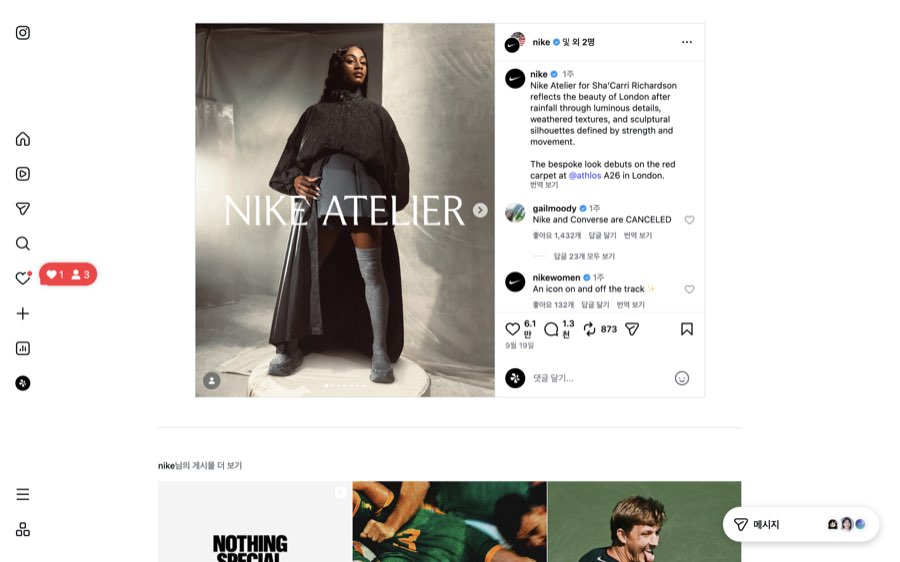 nike 및 외 2명
nike 1주
Nike Atelier for Sha'Carri Richardson
reflects the beauty of London after
rainfall through luminous details,
weathered textures, and sculptural
silhouettes defined by strength and
movement.
The bespoke look debuts on the red
carpet at @athlos A26 in London.
번역 보기
NIKE ATELIER
gailmoody 1주
Nike and Converse are CANCELED
좋아요 1,432개 답글 달기 번역 보기
답글 23개 모두 보기
nikewomen 1주
An icon on and off the track ✨
좋아요 132개 답글 달기 번역 보기
6.1만 1.3천 873
9월 19일
댓글 달기...
1 3
nike님의 게시물 더 보기
NOTHING
SPECIAL
메시지